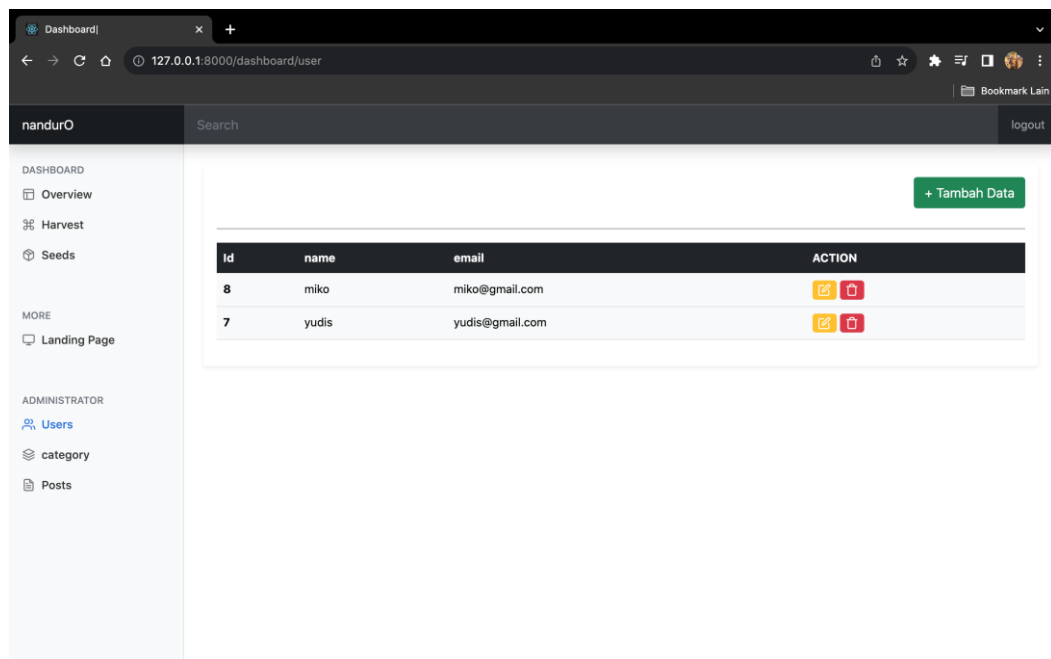 Dashboard|
127.0.0.1:8000/dashboard/user
Bookmark Lain
nandurO Search logout
DASHBOARD
Overview
Harvest
Seeds
MORE
Landing Page
ADMINISTRATOR
Users
category
Posts
+ Tambah Data
Id name email ACTION
8 miko miko@gmail.com
7 yudis yudis@gmail.com